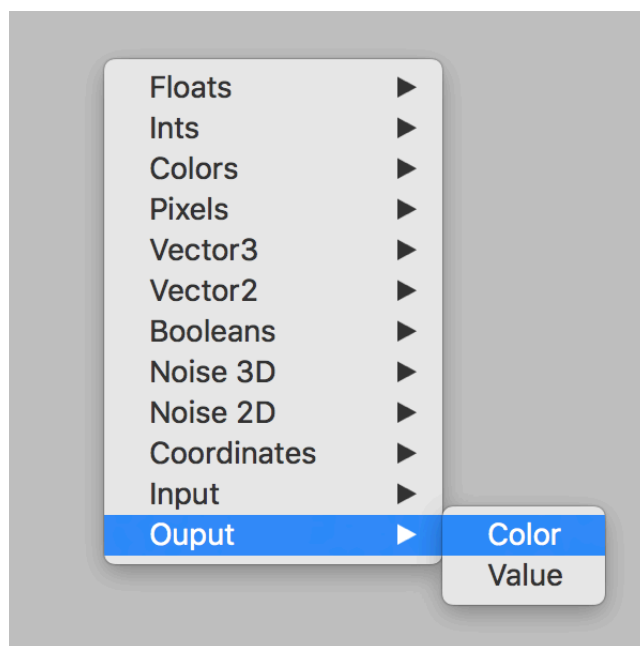 Floats
Ints
Colors
Pixels
Vector3
Vector2
Booleans
Noise 3D
Noise 2D
Coordinates
Input
Ouput
Color
Value